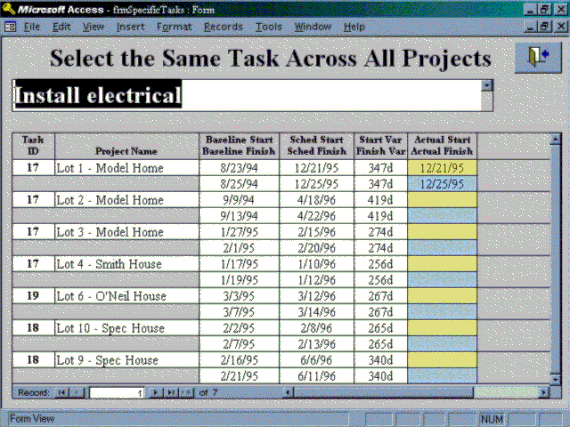 Microsoft Access - frmSpecificTasks : Form
File Edit View Insert Format Records Tools Window Help
Select the Same Task Across All Projects
Install electrical
Task ID Project Name Baseline Start Baseline Finish Sched Start Sched Finish Start Var Finish Var Actual Start Actual Finish
17 Lot 1 - Model Home 8/23/94 12/21/95 347d 12/21/95
8/25/94 12/25/95 347d 12/25/95
17 Lot 2 - Model Home 9/9/94 4/18/96 419d
9/13/94 4/22/96 419d
17 Lot 3 - Model Home 1/27/95 2/15/96 274d
2/1/95 2/20/96 274d
17 Lot 4 - Smith House 1/17/95 1/10/96 256d
1/19/95 1/12/96 256d
19 Lot 6 - O'Neil House 3/3/95 3/12/96 267d
3/7/95 3/14/96 267d
18 Lot 10 - Spec House 2/2/95 2/8/96 265d
2/7/95 2/13/96 265d
18 Lot 9 - Spec House 2/16/95 6/6/96 340d
2/21/95 6/11/96 340d
Record: 1 of 7
Form View NUM